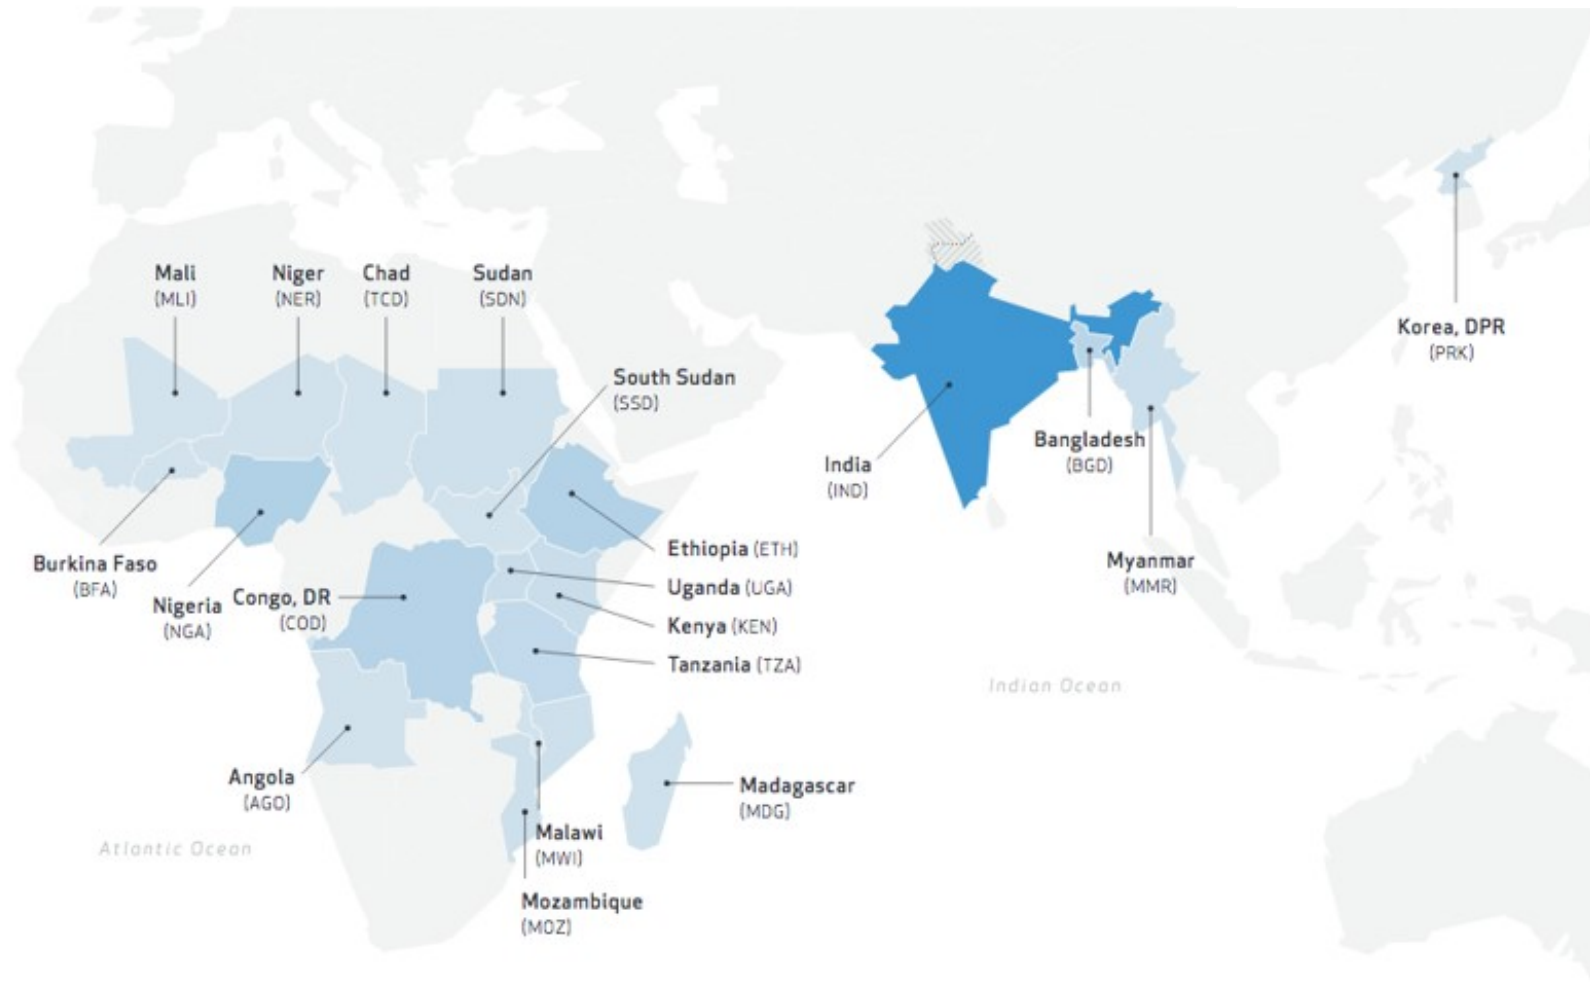 Mali
(MLI)
Niger
(NER)
Chad
(TCD)
Sudan
(SDN)
South Sudan
(SSD)
Korea, DPR
(PRK)
India
(IND)
Bangladesh
(BGD)
Myanmar
(MMR)
Burkina Faso
(BFA)
Nigeria
(NGA)
Congo, DR
(COD)
Ethiopia (ETH)
Uganda (UGA)
Kenya (KEN)
Tanzania (TZA)
Indian Ocean
Angola
(AGO)
Madagascar
(MDG)
Malawi
(MWI)
Mozambique
(MOZ)
Atlantic Ocean